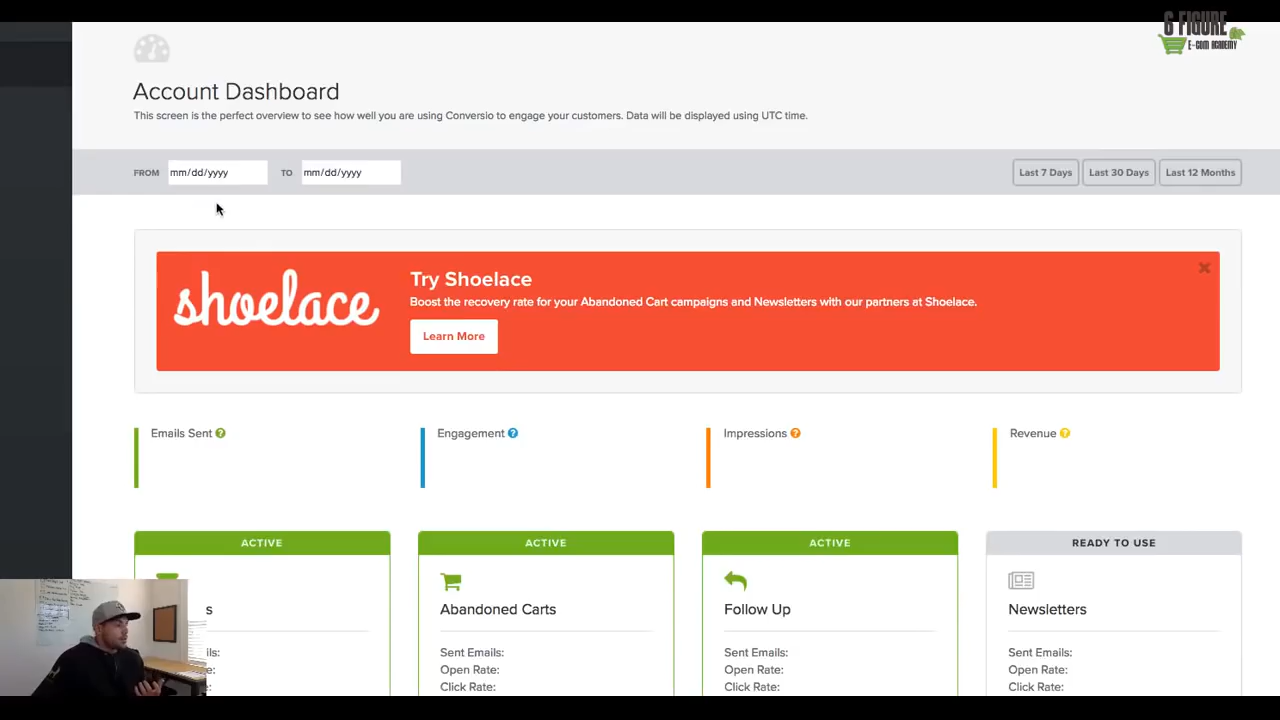 6 FIGURE
E-COM ACADEMY
Account Dashboard
This screen is the perfect overview to see how well you are using Conversio to engage your customers. Data will be displayed using UTC time.
FROM mm/dd/yyyy TO mm/dd/yyyy Last 7 Days Last 30 Days Last 12 Months
shoelace
Try Shoelace
Boost the recovery rate for your Abandoned Cart campaigns and Newsletters with our partners at Shoelace.
Learn More
Emails Sent ? Engagement ? Impressions ? Revenue ?
ACTIVE ACTIVE ACTIVE READY TO USE
s Abandoned Carts Follow Up Newsletters
ils: Sent Emails: Sent Emails: Sent Emails:
e: Open Rate: Open Rate: Open Rate:
: Click Rate: Click Rate: Click Rate: